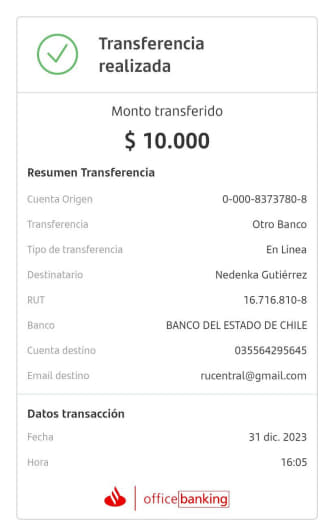 Transferencia
realizada
Monto transferido
$ 10.000
Resumen Transferencia
Cuenta Origen 0-000-8373780-8
Transferencia Otro Banco
Tipo de transferencia En Linea
Destinatario Nedenka Gutiérrez
RUT 16.716.810-8
Banco BANCO DEL ESTADO DE CHILE
Cuenta destino 035564295645
Email destino rucentral@gmail.com
Datos transacción
Fecha 31 dic. 2023
Hora 16:05
officebanking